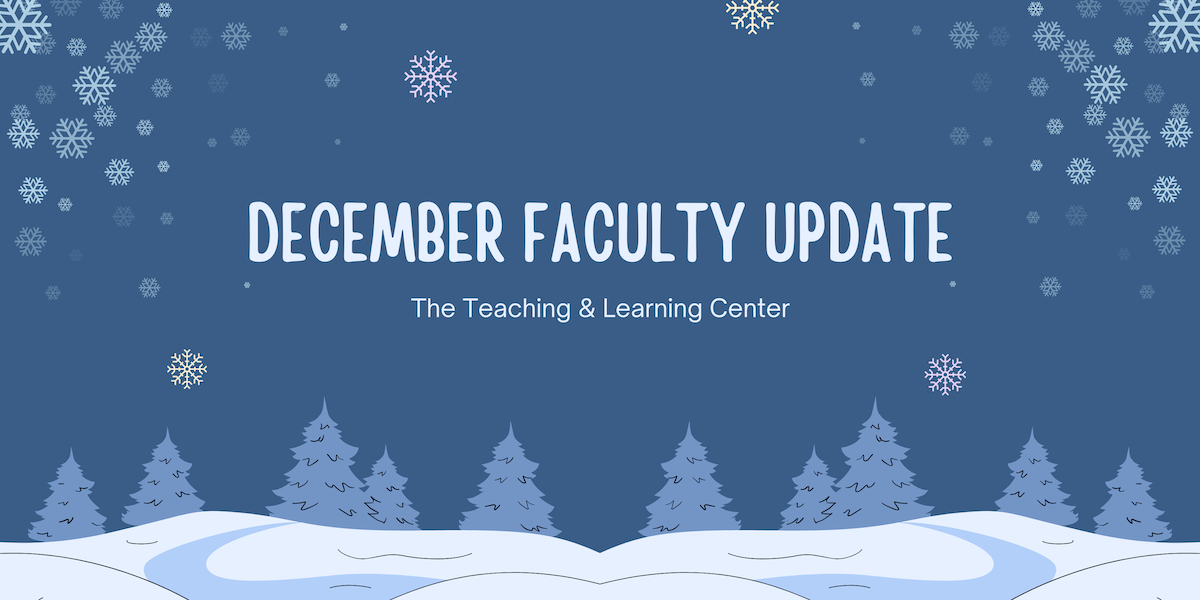 DECEMBER FACULTY UPDATE
The Teaching & Learning Center